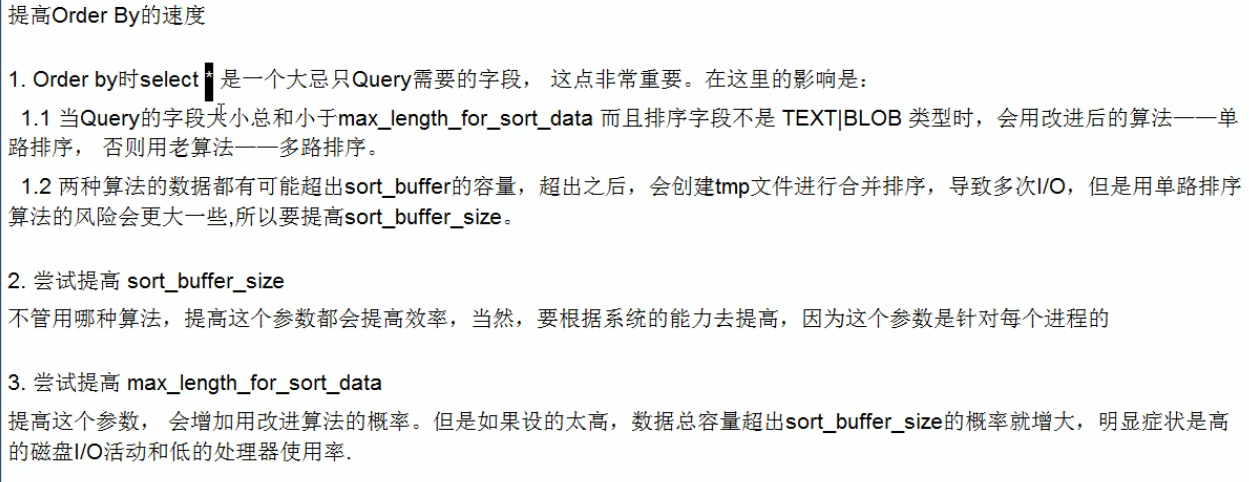 提高Order By的速度
1. Order by时select * 是一个大忌只Query需要的字段， 这点非常重要。在这里的影响是：
1.1 当Query的字段大小总和小于max_length_for_sort_data 而且排序字段不是 TEXT|BLOB 类型时，会用改进后的算法——单
路排序， 否则用老算法——多路排序。
1.2 两种算法的数据都有可能超出sort_buffer的容量，超出之后，会创建tmp文件进行合并排序，导致多次I/O，但是用单路排序
算法的风险会更大一些,所以要提高sort_buffer_size。
2. 尝试提高 sort_buffer_size
不管用哪种算法，提高这个参数都会提高效率，当然，要根据系统的能力去提高，因为这个参数是针对每个进程的
3. 尝试提高 max_length_for_sort_data
提高这个参数， 会增加用改进算法的概率。但是如果设的太高，数据总容量超出sort_buffer_size的概率就增大，明显症状是高
的磁盘I/O活动和低的处理器使用率.